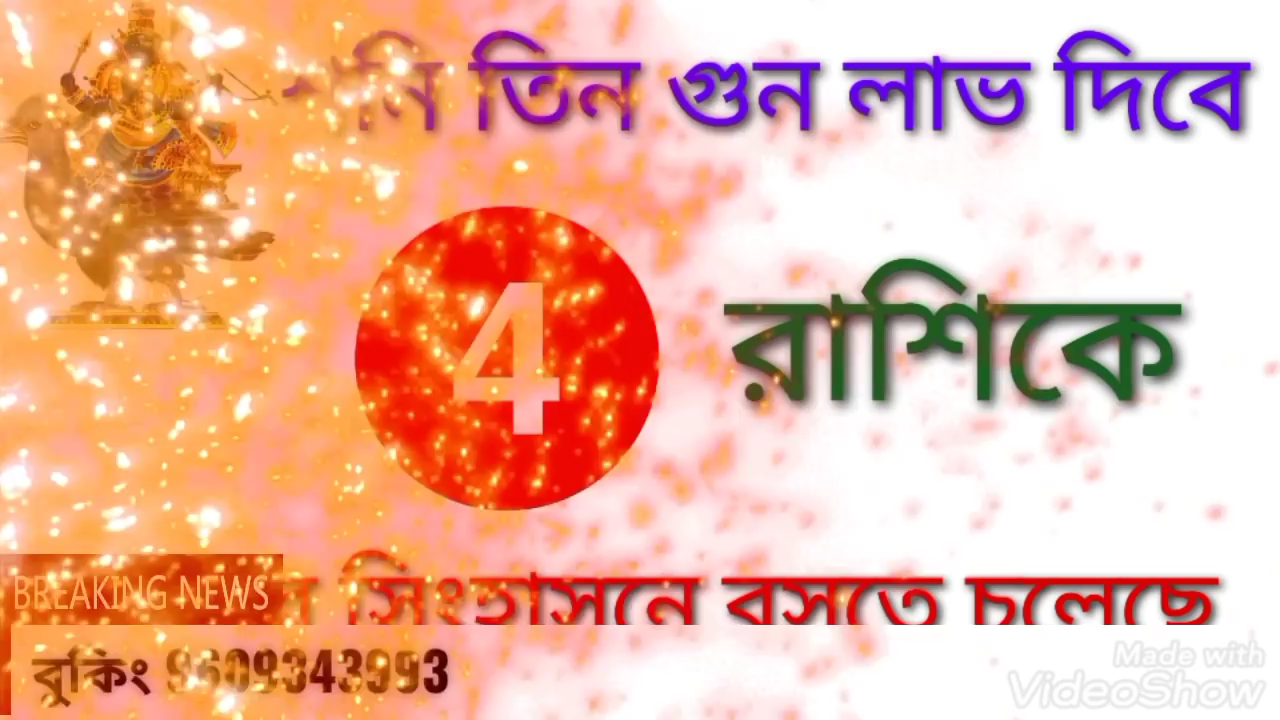 তিন গুন লাভ দিবে
4 রাশিকে
সিংহাসনে বসতে চলেছে
BREAKING NEWS
বুকিং 9609343993
Made with
VideoShow